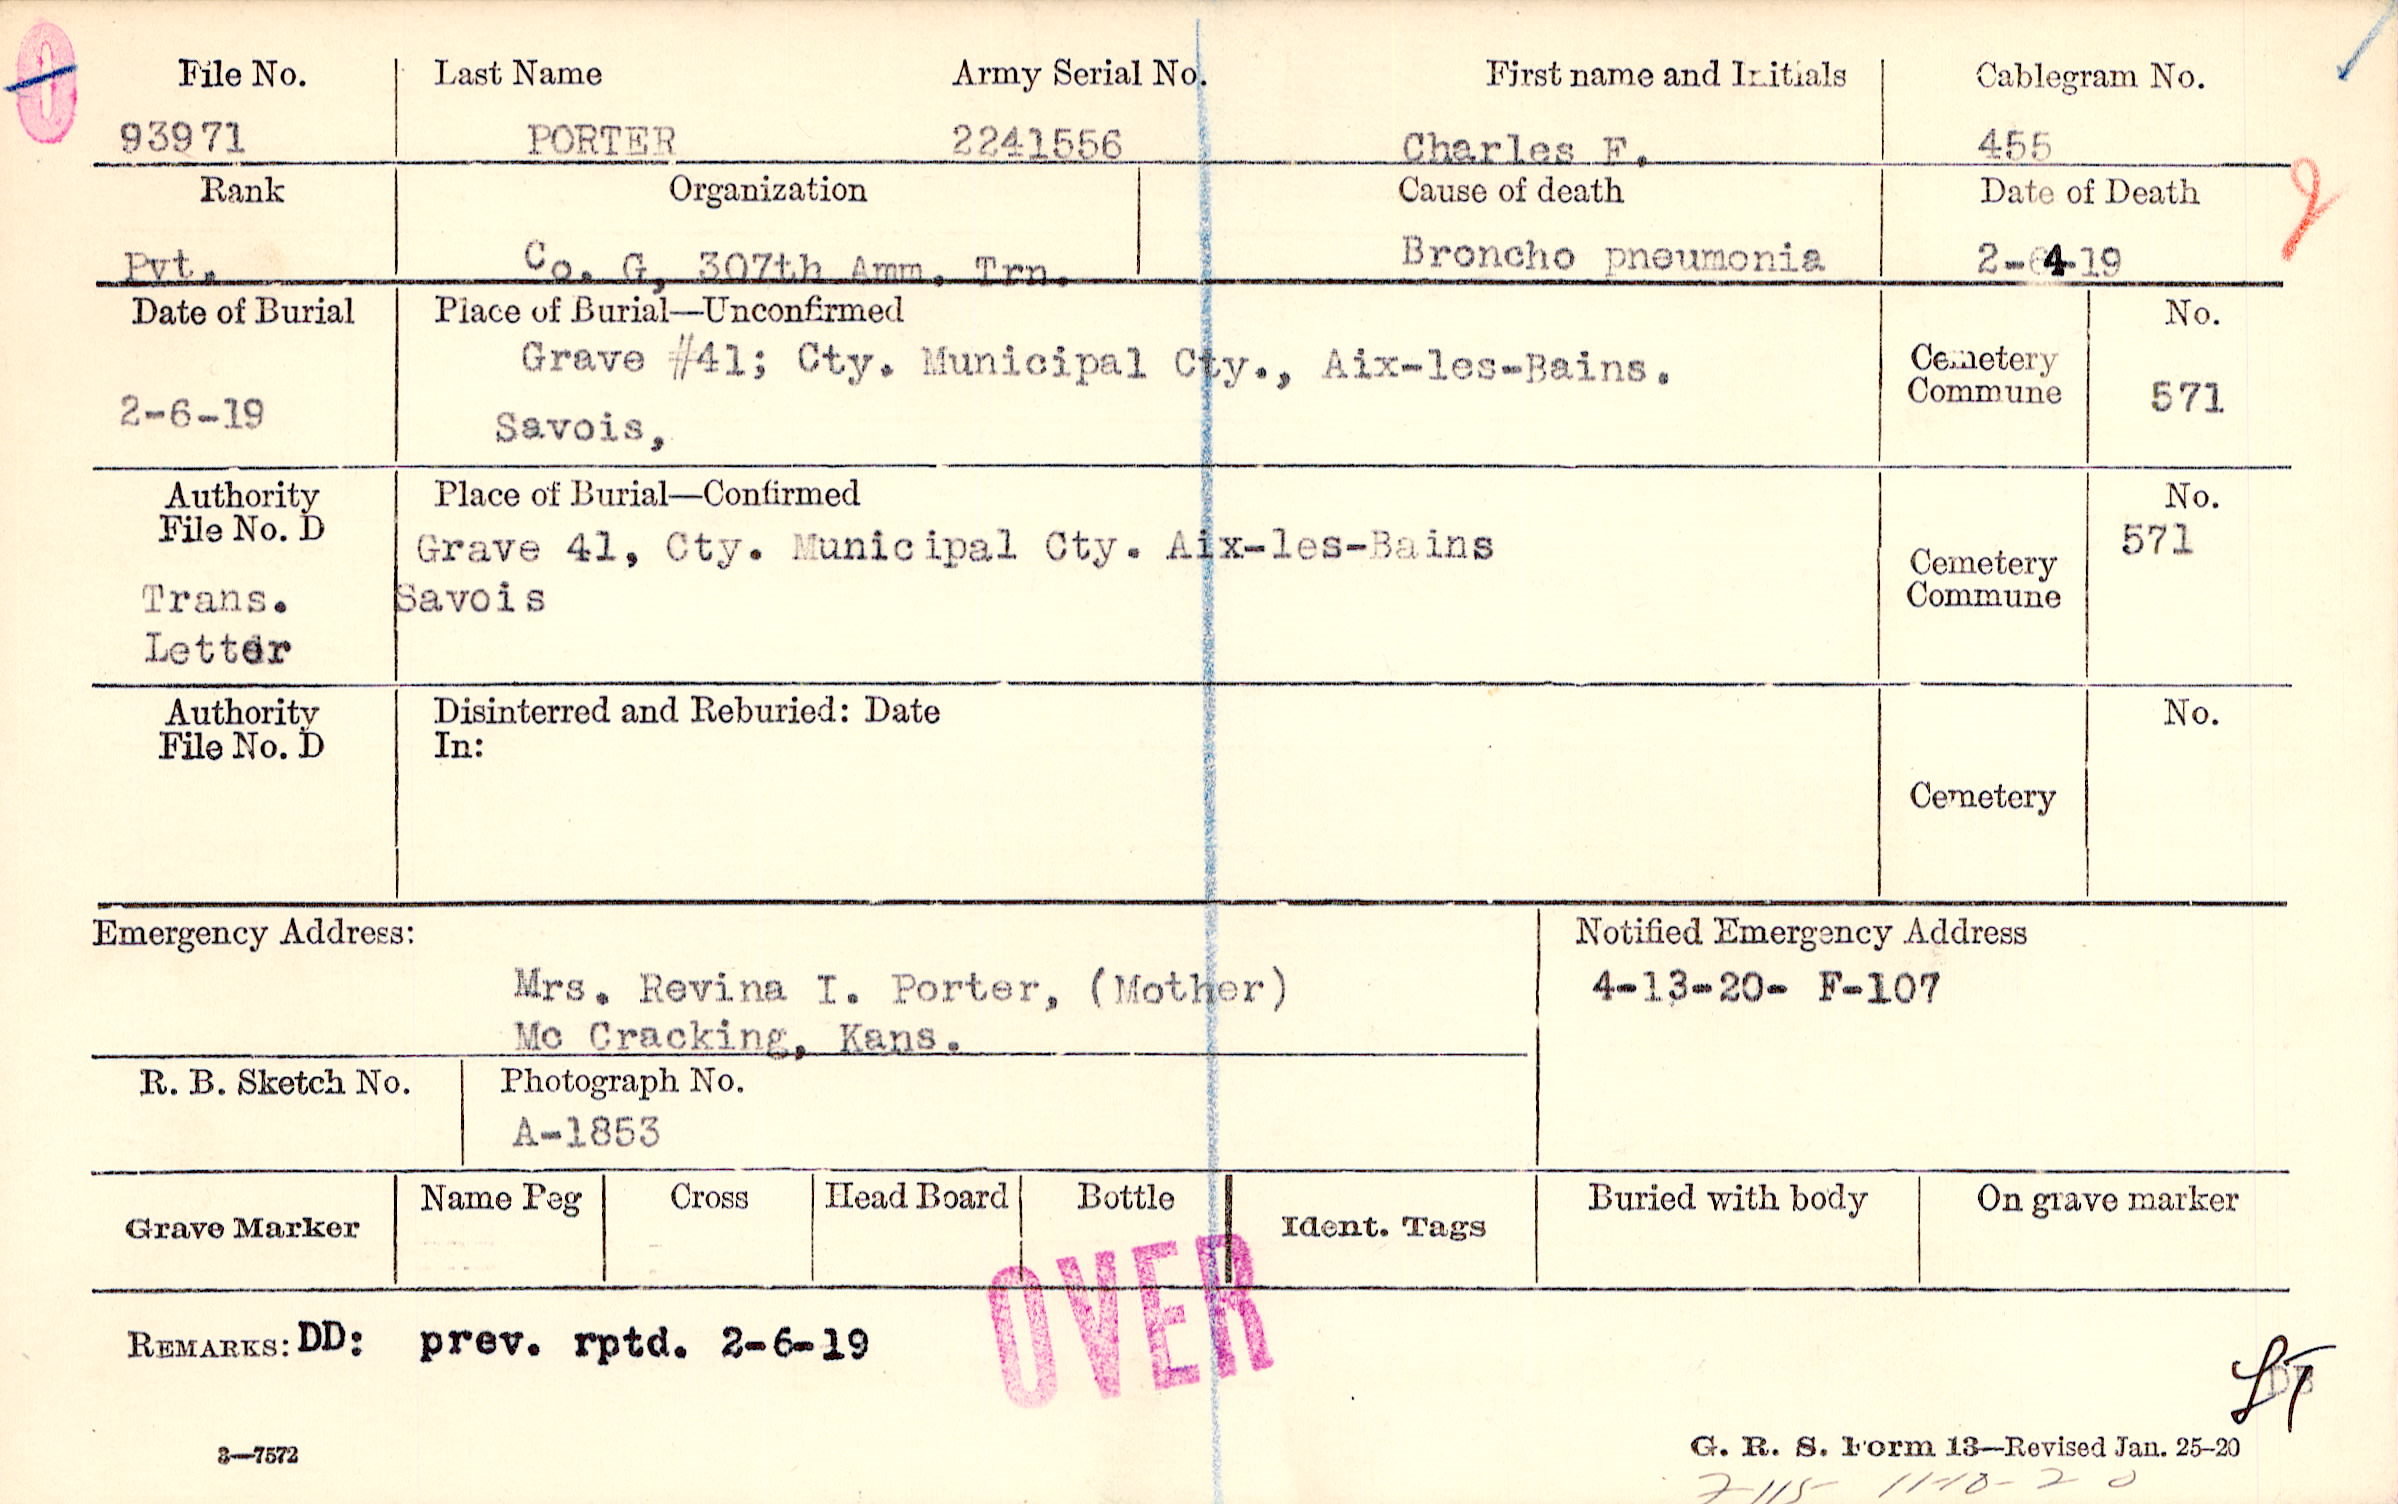 File No. Last Name Army Serial No. First name and Initials Cablegram No.
93971 PORTER 2241556 Charles F. 455
Rank Organization Cause of death Date of Death
Pvt. Co. G, 307th Amm. Trn. Broncho pneumonia 2-4-19
Date of Burial Place of Burial—Unconfirmed No.
Grave #41; Cty. Municipal Cty., Aix-les-Bains. Cemetery
Commune
2-6-19 Savois, 571
Authority Place of Burial—Confirmed No.
File No. D Grave 41, Cty. Municipal Cty. Aix-les-Bains 571
Cemetery
Trans. Savois Commune
Letter
Authority Disinterred and Reburied: Date No.
File No. D In:
Cemetery
Emergency Address: Notified Emergency Address
Mrs. Revina I. Porter, (Mother) 4-13-20- F-107
Mc Cracking, Kans.
R. B. Sketch No. Photograph No.
A-1853
Grave Marker Name Peg Cross Head Board Bottle Ident. Tags Buried with body On grave marker
OVER
REMARKS: DD: prev. rptd. 2-6-19
3—7572 G. R. S. Form 13—Revised Jan. 25-20
11-10-20